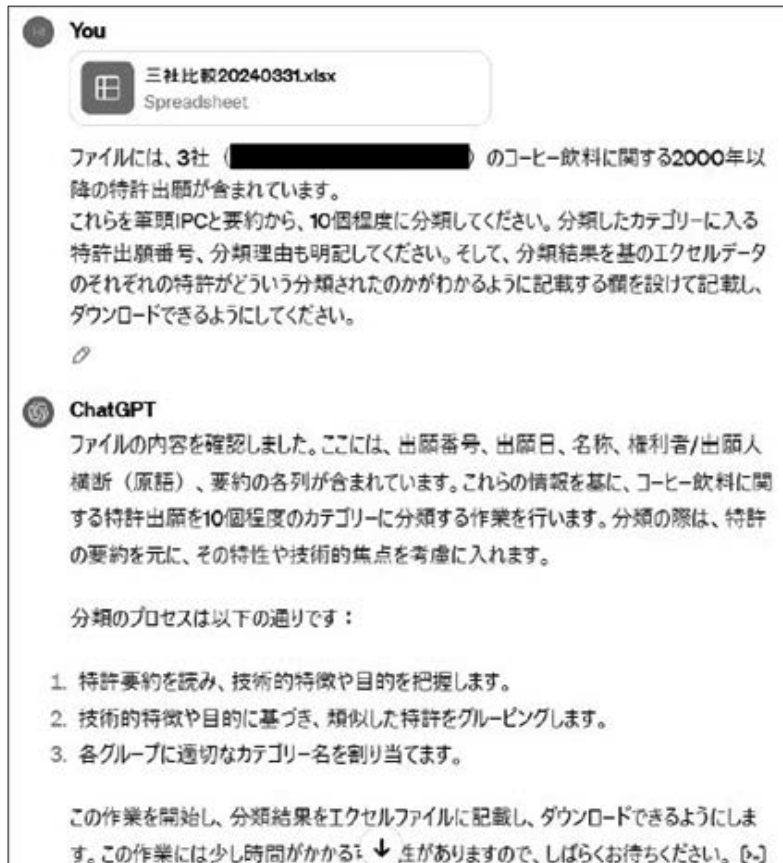 You
三社比較20240331.xlsx
Spreadsheet
ファイルには、3社（ ）のコーヒー飲料に関する2000年以
降の特許出願が含まれています。
これらを筆頭IPCと要約から、10個程度に分類してください。分類したカテゴリーに入る
特許出願番号、分類理由も明記してください。そして、分類結果を基のエクセルデータ
のそれぞれの特許がどういう分類されたのかがわかるように記載する欄を設けて記載し、
ダウンロードできるようにしてください。
ChatGPT
ファイルの内容を確認しました。ここには、出願番号、出願日、名称、権利者/出願人
横断（原語）、要約の各列が含まれています。これらの情報を基に、コーヒー飲料に関
する特許出願を10個程度のカテゴリーに分類する作業を行います。分類の際は、特許
の要約を元に、その特性や技術的焦点を考慮に入れます。
分類のプロセスは以下の通りです：
1. 特許要約を読み、技術的特徴や目的を把握します。
2. 技術的特徴や目的に基づき、類似した特許をグルーピングします。
3. 各グループに適切なカテゴリー名を割り当てます。
この作業を開始し、分類結果をエクセルファイルに記載し、ダウンロードできるようにしま
す。この作業には少し時間がかかる 性がありますので、しばらくお待ちください。